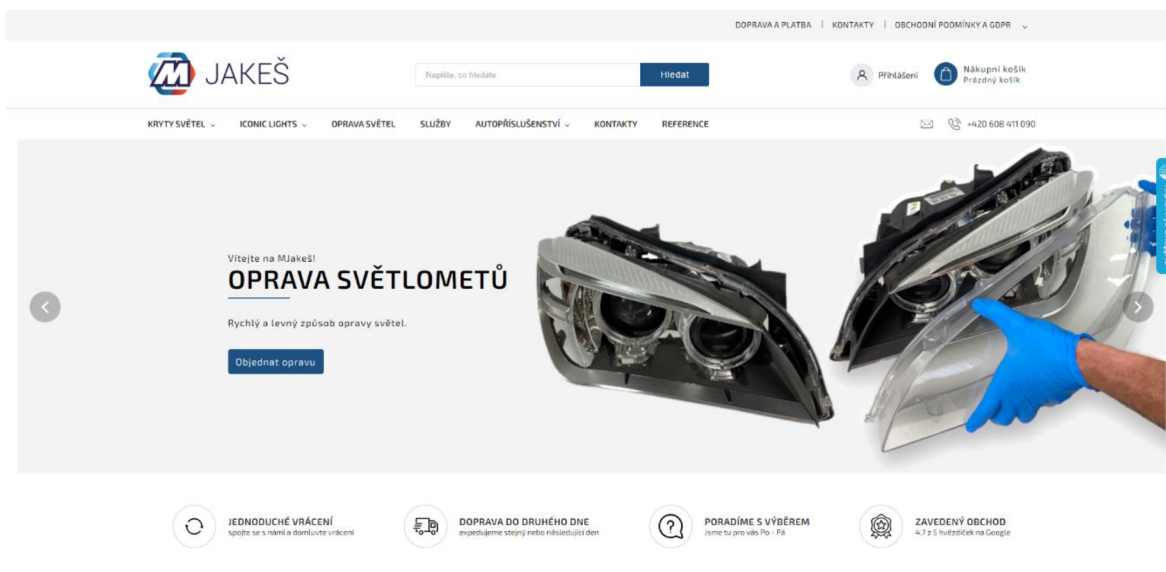 DOPRAVA A PLATBA | KONTAKTY | OBCHODNÍ PODMÍNKY A GDPR
M JAKEŠ
Napište, co hledáte
Hledat
Přihlášení
Nákupní košík
Prázdný košík
KRYTY SVĚTEL
ICONIC LIGHTS
OPRAVA SVĚTEL
SLUŽBY
AUTOPŘÍSLUŠENSTVÍ
KONTAKTY
REFERENCE
+420 608 411 090
Vítejte na MJakeš!
OPRAVA SVĚTLOMETŮ
Rychlý a levný způsob opravy světel.
Objednat opravu
JEDNODUCHÉ VRÁCENÍ
spojte se s námi a domluvte vrácení
DOPRAVA DO DRUHÉHO DNE
expedujeme stejný nebo následující den
PORADÍME S VÝBĚREM
Jsme tu pro vás Po - Pá
ZAVEDENÝ OBCHOD
4,7 z 5 hvězdiček na Google